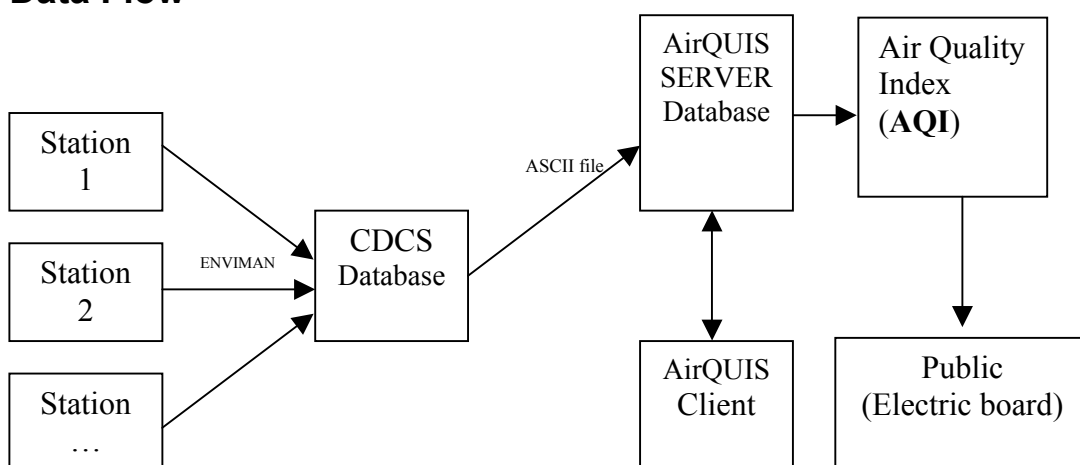 Data Flow
Station
1
Station
2
Station
…
ENVIMAN
CDCS
Database
ASCII file
AirQUIS
SERVER
Database
AirQUIS
Client
Air Quality
Index
(AQI)
Public
(Electric board)